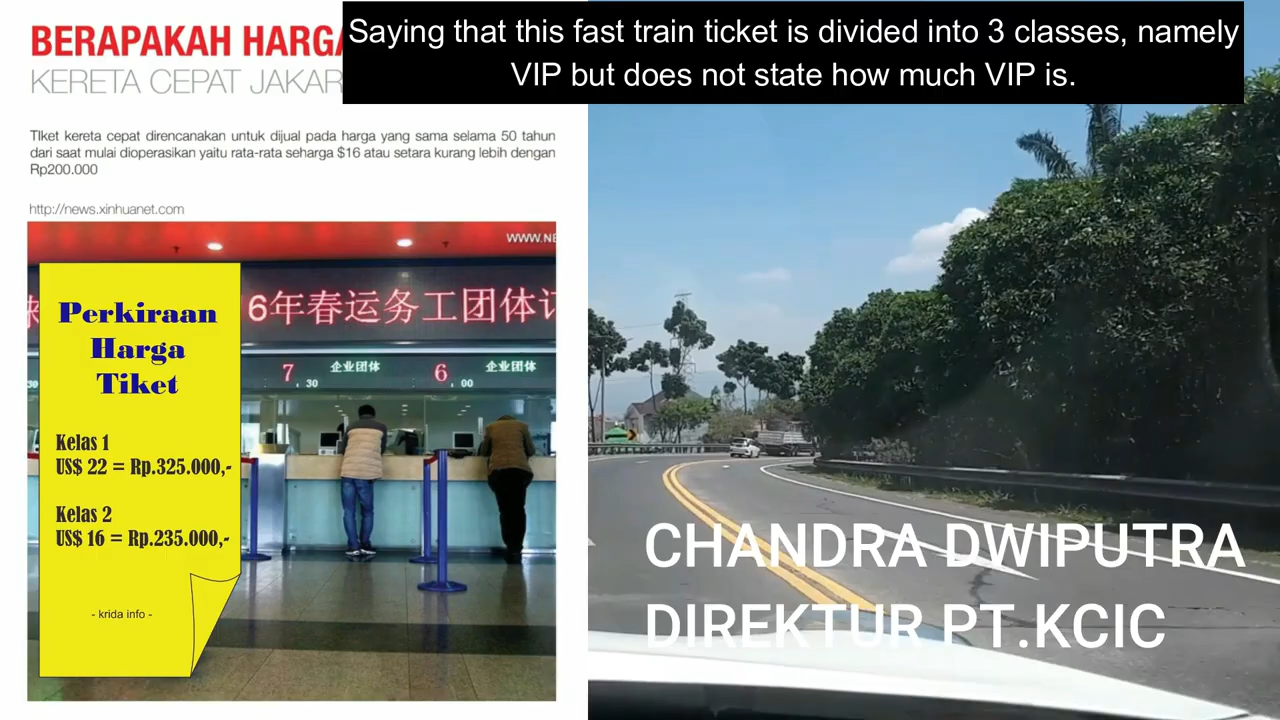 BERAPAKAH HARGA
KERETA CEPAT JAKAR
Saying that this fast train ticket is divided into 3 classes, namely
VIP but does not state how much VIP is.
TIket kereta cepat direncanakan untuk dijual pada harga yang sama selama 50 tahun
dari saat mulai dioperasikan yaitu rata-rata seharga $16 atau setara kurang lebih dengan
Rp200.000
http://news.xinhuanet.com
WWW.NE
6年春运务工团体
7 企业团体 6 企业团体
30 , 30 , 00
Perkiraan
Harga
Tiket
Kelas 1
US$ 22 = Rp.325.000,-
Kelas 2
US$ 16 = Rp.235.000,-
- krida info -
CHANDRA DWIPUTRA
DIREKTUR PT.KCIC